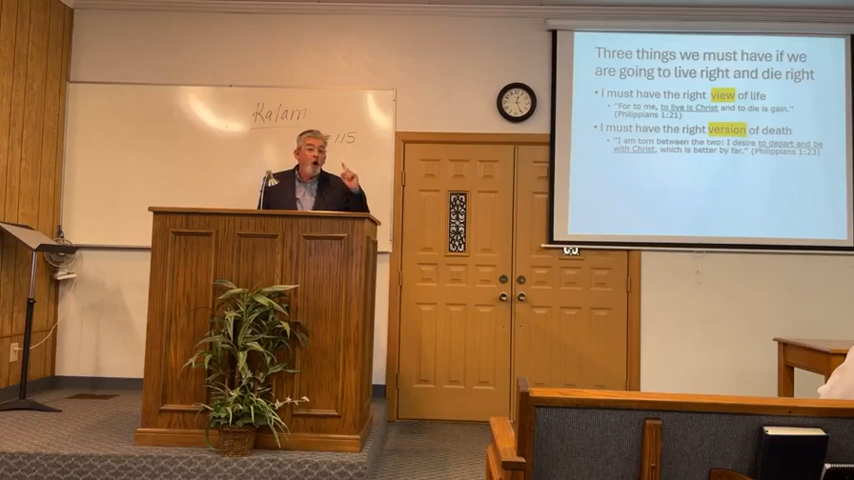 Kalam
115
Three things we must have if we
are going to live right and die right
• I must have the right view of life
• "For to me, to live is Christ and to die is gain."
(Philippians 1:21)
• I must have the right version of death
• "I am torn between the two: I desire to depart and be
with Christ, which is better by far." (Philippians 1:23)